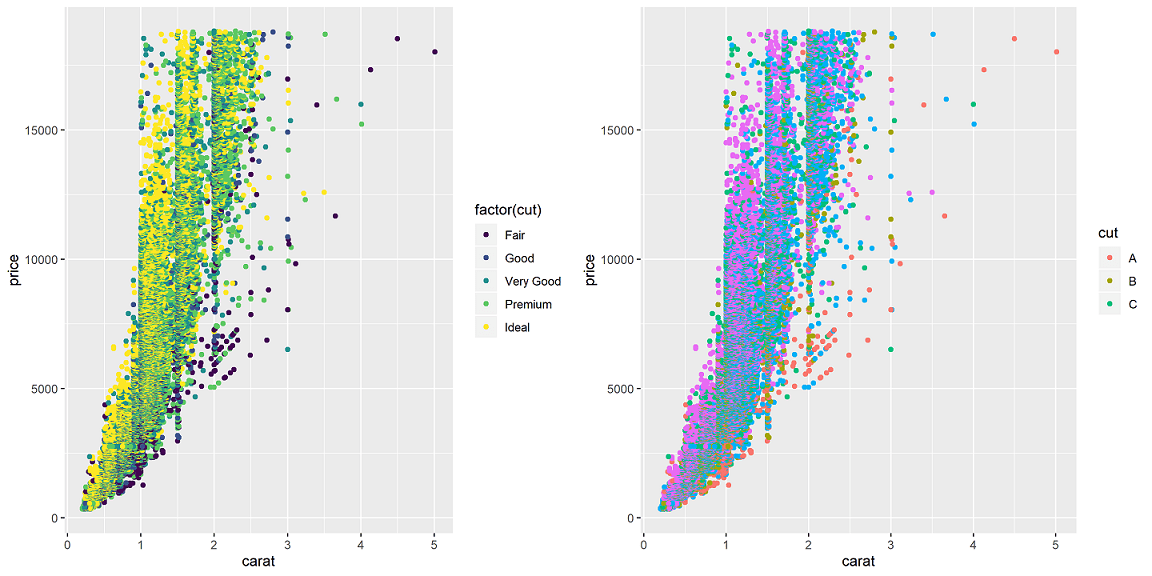 15000
10000
5000
0
price
0 1 2 3 4 5
carat
factor(cut)
Fair
Good
Very Good
Premium
Ideal
15000
10000
5000
0
price
0 1 2 3 4 5
carat
cut
A
B
C